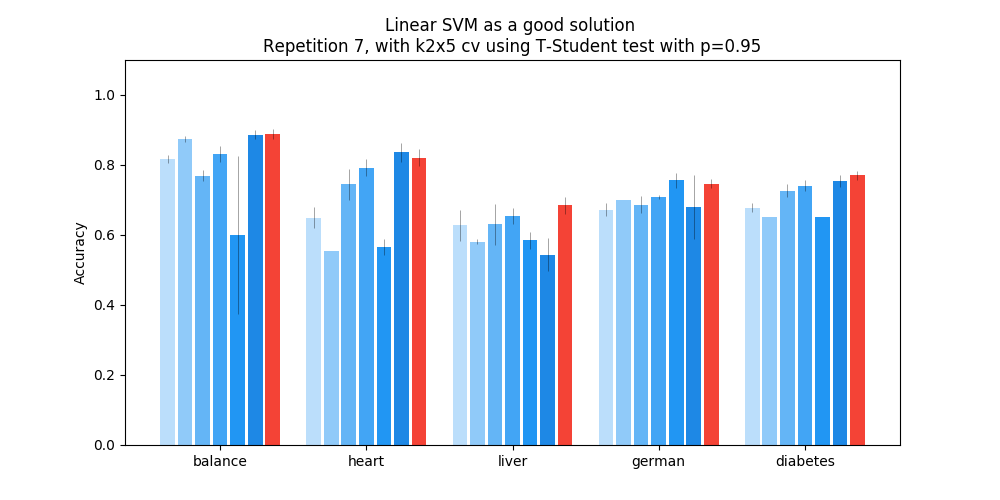 Linear SVM as a good solution
Repetition 7, with k2x5 cv using T-Student test with p=0.95
1.0
0.8
0.6
0.4
0.2
0.0
Accuracy
balance
heart
liver
german
diabetes